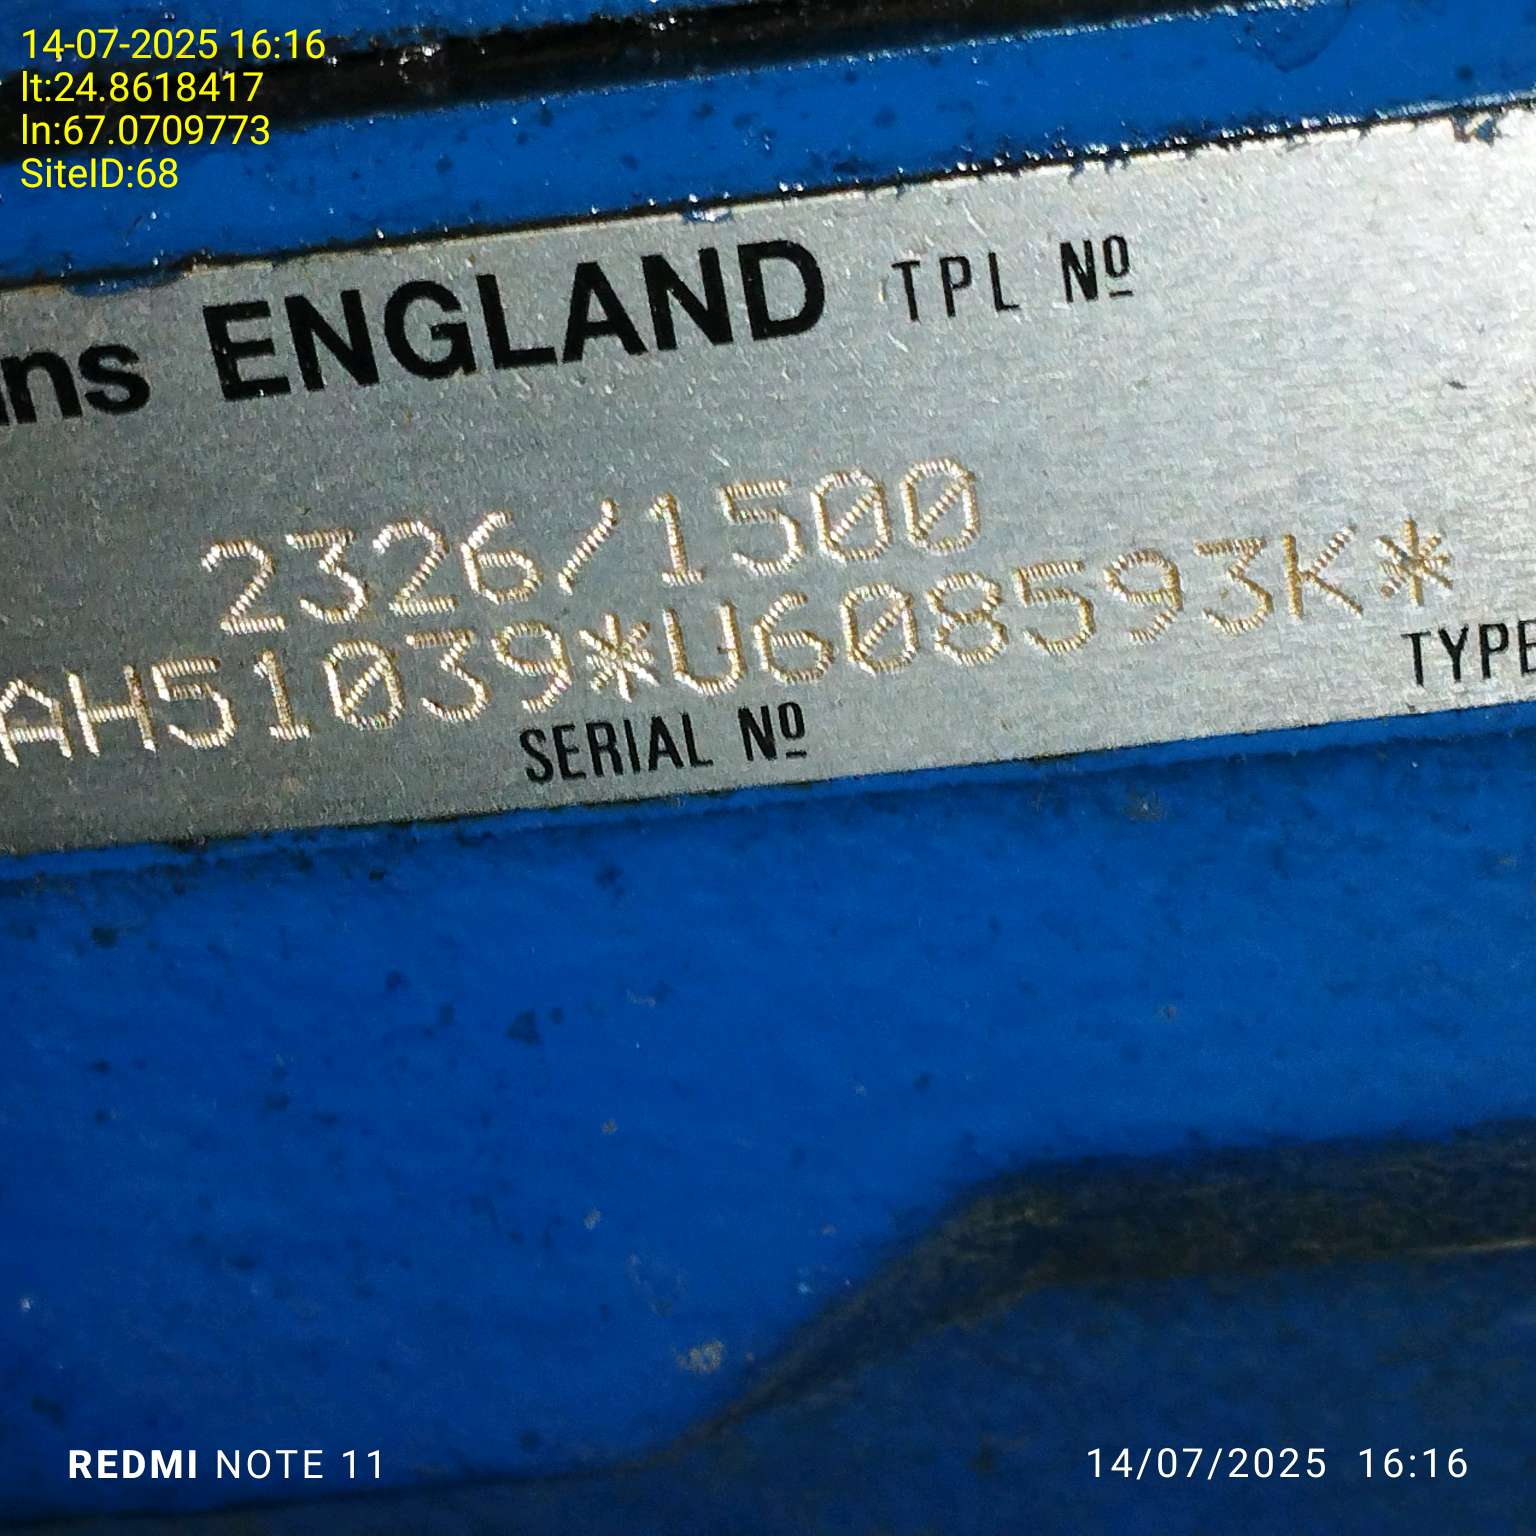 14-07-2025 16:16
lt:24.8618417
ln:67.0709773
SiteID:68
ns ENGLAND TPL Nº
2326/1500
AH51039*U608593K*
SERIAL Nº TYPE
REDMI NOTE 11
14/07/2025 16:16